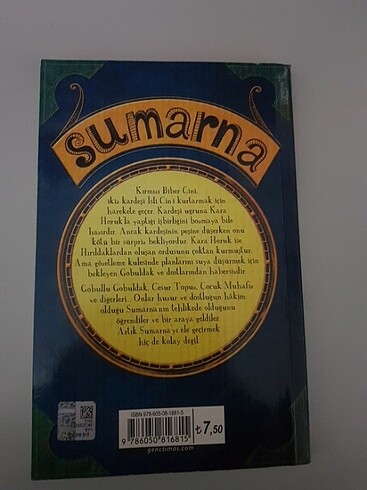 Sumarna
Kırmızı Biber Cini,
ikiz kardeşi İsli Cin'i kurtarmak için
harekete geçer. Kardeşi uğruna Kara
Horuk'la yaptığı işbirliğini bozmaya bile
hazırdır. Ancak kardeşinin peşine düşerken onu
kötü bir sürpriz bekliyordur. Kara Horuk ise
Hırıldaklardan oluşan ordusunu çoktan kurmuştur.
Ama gözetleme kulesinde planlarını suya düşürmek için
bekleyen Gobuldak ve dostlarından habersizdir.
Göbüllü Gobuldak, Cesur Topuz, Çocuk Muhafız
ve diğerleri... Onlar huzur ve dostluğun hâkim
olduğu Sumarna'nın tehlikede olduğunu
öğrendiler ve bir araya geldiler.
Artık Sumarna'yı ele geçirmek
hiç de kolay değil.
ISBN 978-605-08-1681-5
9 786050 816815
₺7,50
genctimas.com